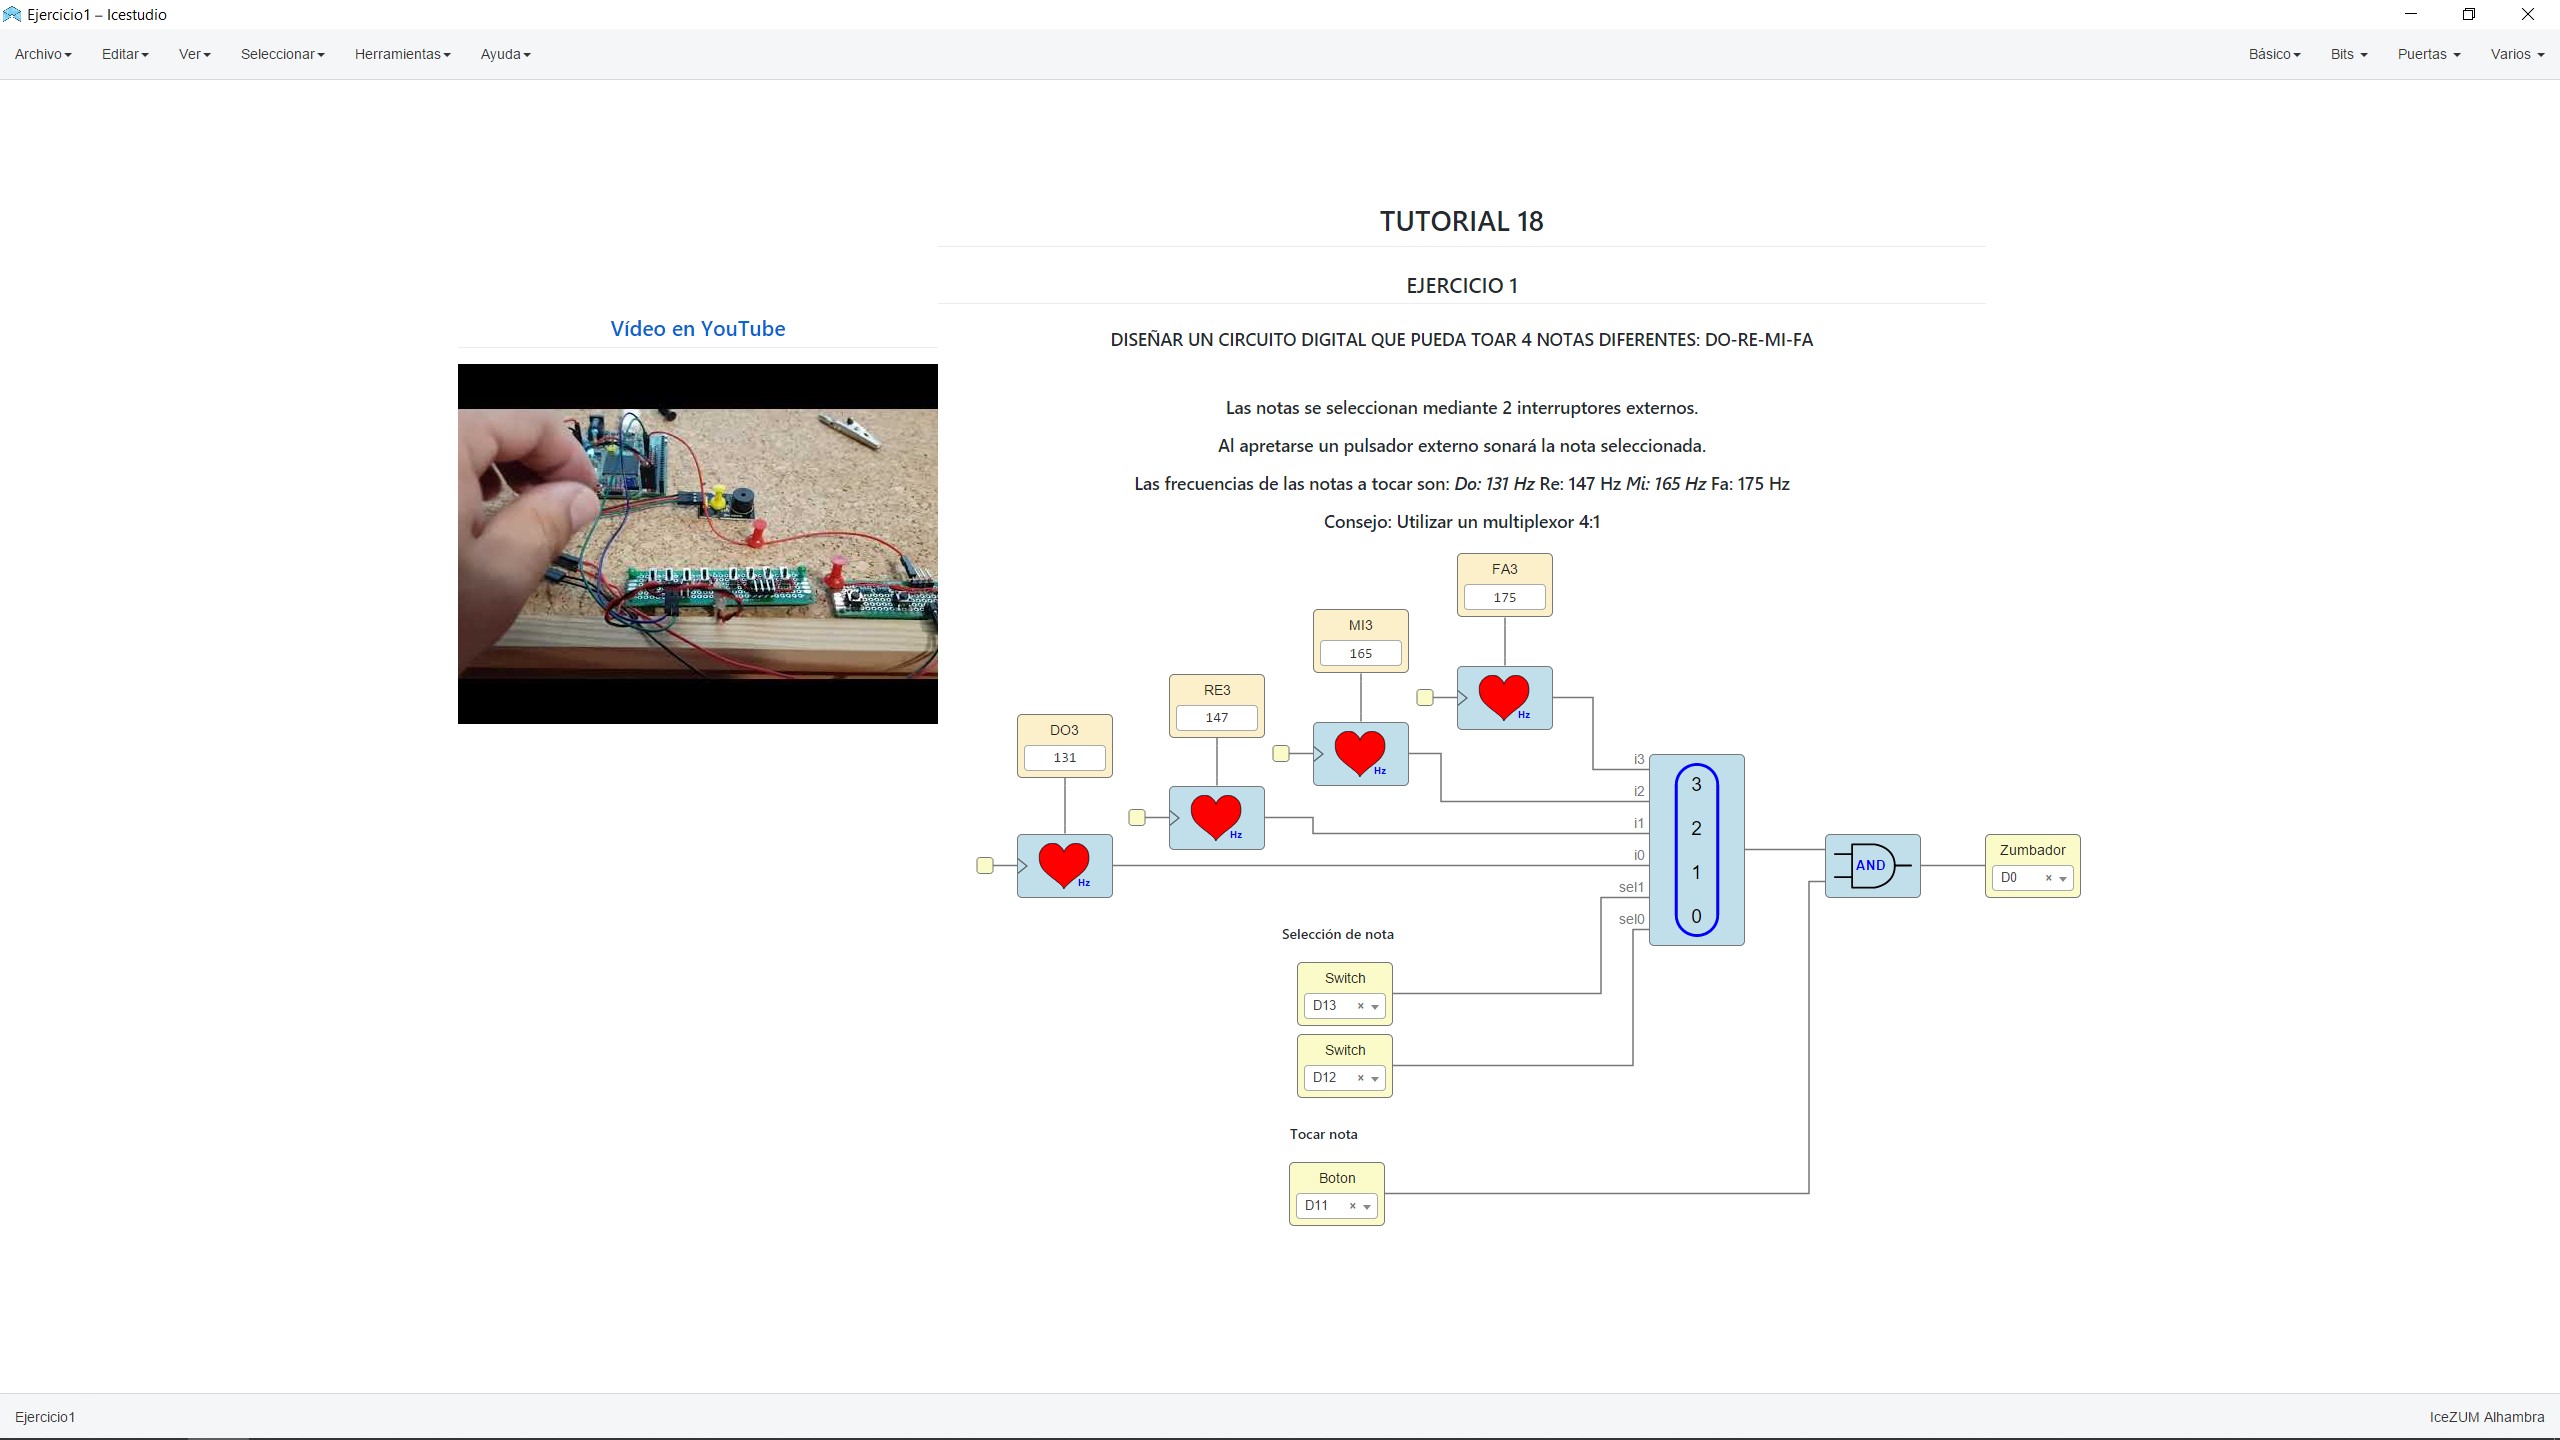 Ejercicio1 – Icestudio
Archivo Editar Ver Seleccionar Herramientas Ayuda Básico Bits Puertas Varios
TUTORIAL 18
EJERCICIO 1
Vídeo en YouTube
DISEÑAR UN CIRCUITO DIGITAL QUE PUEDA TOAR 4 NOTAS DIFERENTES: DO-RE-MI-FA
Las notas se seleccionan mediante 2 interruptores externos.
Al apretarse un pulsador externo sonará la nota seleccionada.
Las frecuencias de las notas a tocar son: Do: 131 Hz Re: 147 Hz Mi: 165 Hz Fa: 175 Hz
Consejo: Utilizar un multiplexor 4:1
FA3
175
Hz
MI3
165
Hz
RE3
147
Hz
DO3
131
Hz
i3
i2
i1
i0
sel1
sel0
3
2
1
0
AND
Zumbador
D0 ×
Selección de nota
Switch
D13 ×
Switch
D12 ×
Tocar nota
Boton
D11 ×
Ejercicio1 IceZUM Alhambra